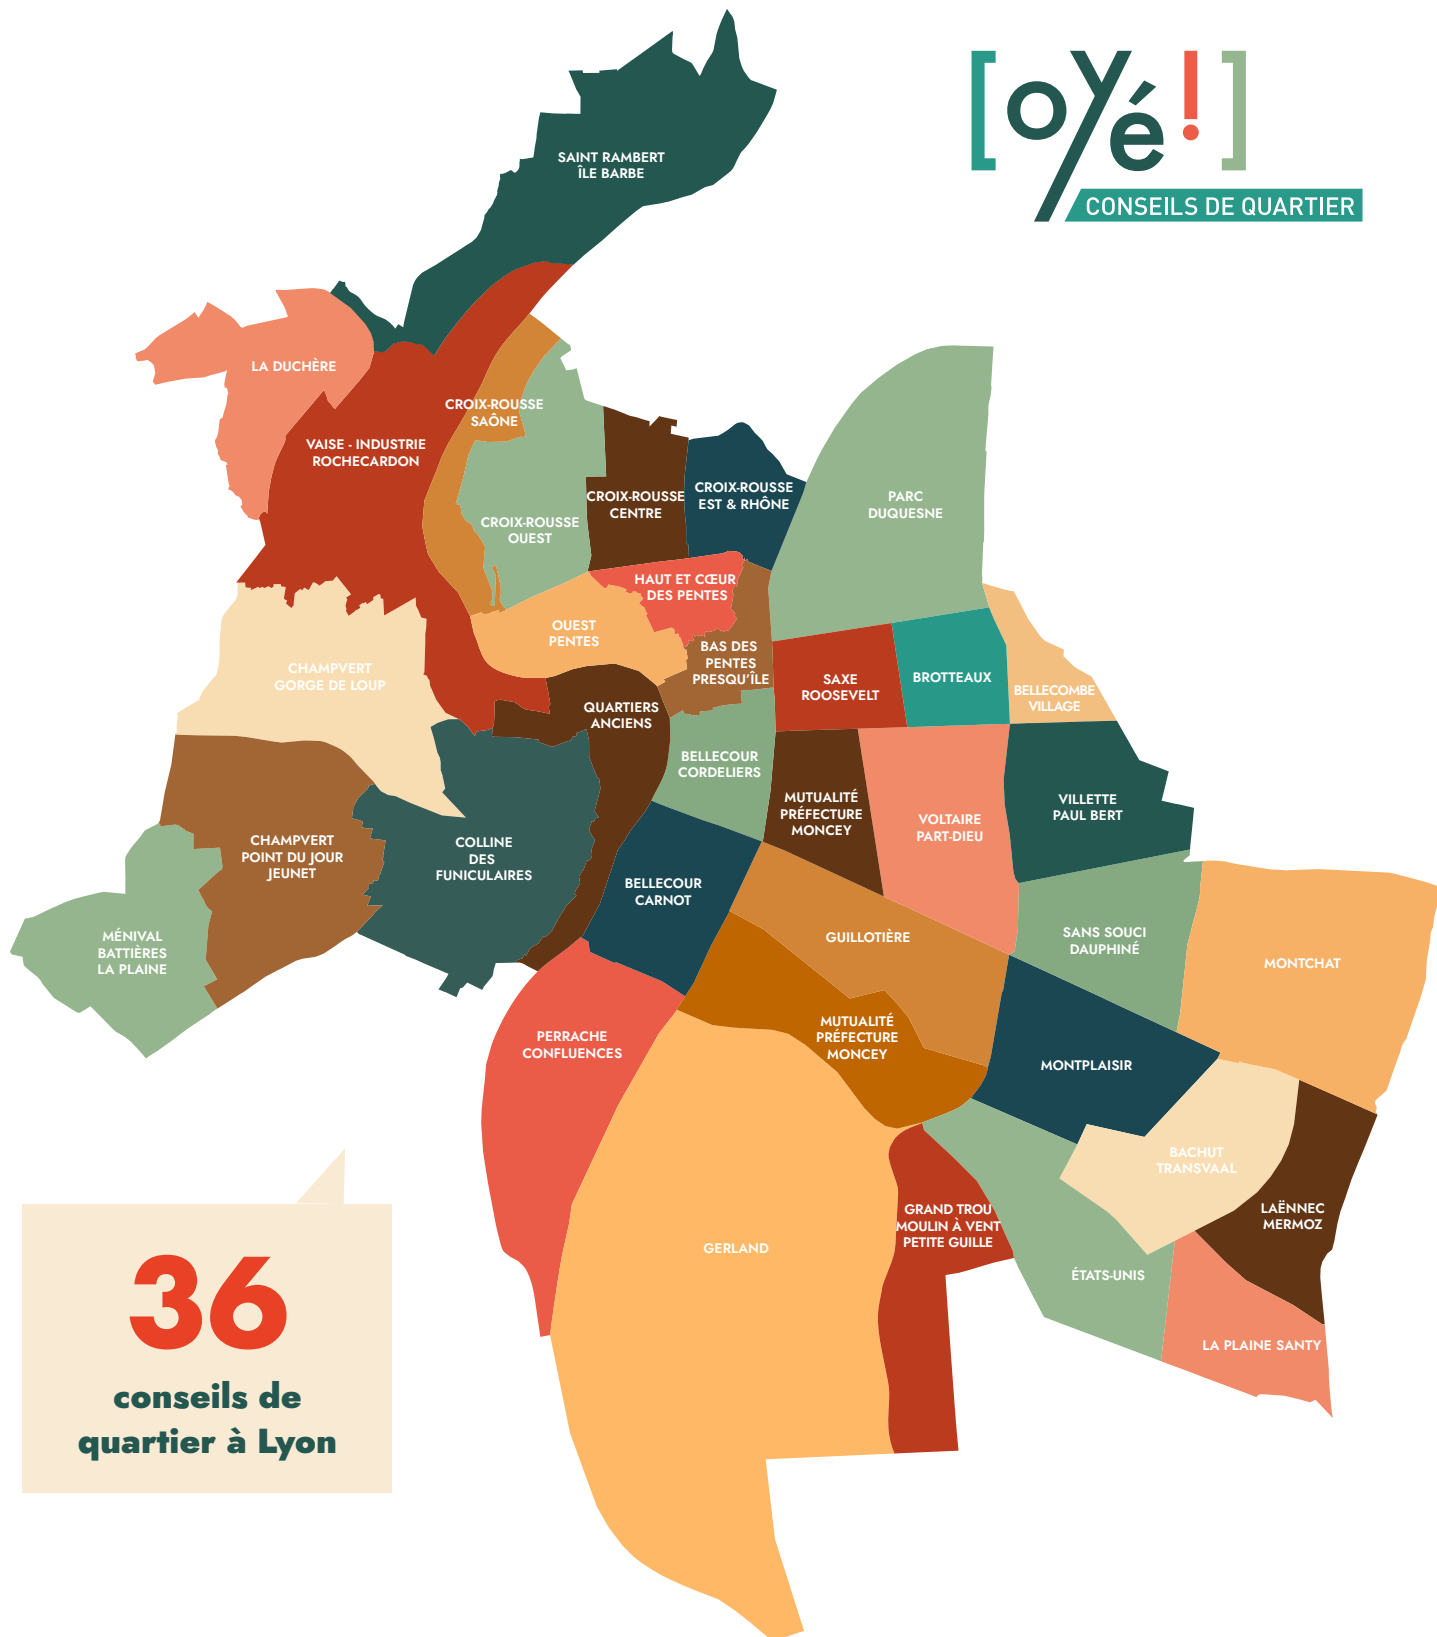 [oyé!]
CONSEILS DE QUARTIER
SAINT RAMBERT
ÎLE BARBE
LA DUCHÈRE
VAISE - INDUSTRIE
ROCHECARDON
CROIX-ROUSSE
SAÔNE
CROIX-ROUSSE
OUEST
CROIX-ROUSSE
CENTRE
CROIX-ROUSSE
EST & RHÔNE
PARC
DUQUESNE
HAUT ET CŒUR
DES PENTES
OUEST
PENTES
BAS DES
PENTES
PRESQU'ÎLE
SAXE
ROOSEVELT
BROTTEAUX
BELLECOMBE
VILLAGE
CHAMPVERT
GORGE DE LOUP
QUARTIERS
ANCIENS
BELLECOUR
CORDELIERS
MUTUALITÉ
PRÉFECTURE
MONCEY
VOLTAIRE
PART-DIEU
VILLETTE
PAUL BERT
CHAMPVERT
POINT DU JOUR
JEUNET
COLLINE
DES
FUNICULAIRES
BELLECOUR
CARNOT
MÉNIVAL
BATTIÈRES
LA PLAINE
GUILLOTIÈRE
SANS SOUCI
DAUPHINÉ
MONTCHAT
PERRACHE
CONFLUENCES
MUTUALITÉ
PRÉFECTURE
MONCEY
MONTPLAISIR
BACHUT
TRANSVAAL
LAËNNEC
MERMOZ
GRAND TROU
MOULIN À VENT
PETITE GUILLE
GERLAND
ÉTATS-UNIS
LA PLAINE SANTY
36
conseils de
quartier à Lyon